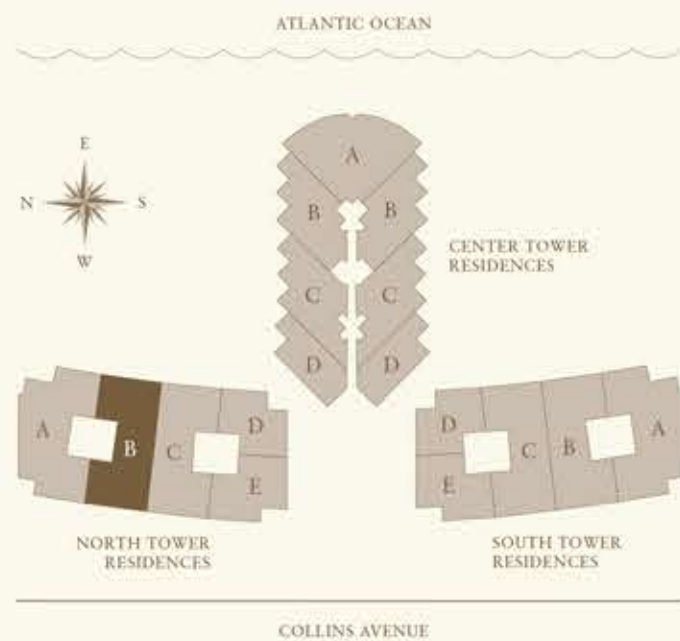 ATLANTIC OCEAN
E
N
S
W
A
B
B
CENTER TOWER
RESIDENCES
C
C
D
D
A
B
C
D
E
D
E
C
B
A
NORTH TOWER
RESIDENCES
SOUTH TOWER
RESIDENCES
COLLINS AVENUE